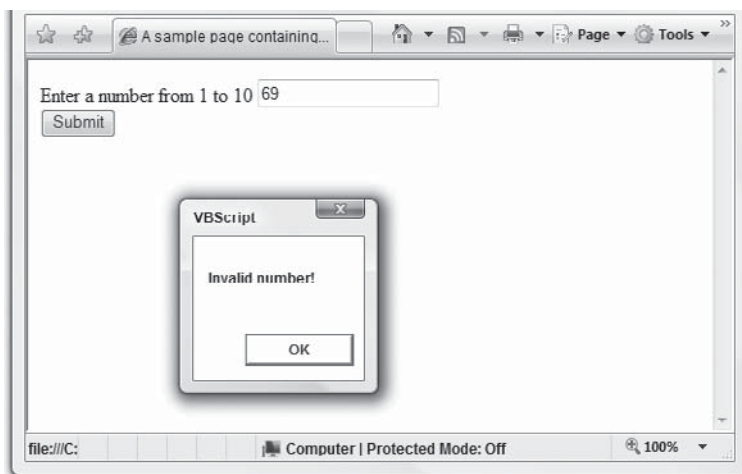 A sample page containing...
Page
Tools
»
Enter a number from 1 to 10 69
Submit
VBScript
Invalid number!
OK
file:///C:
Computer | Protected Mode: Off
100%